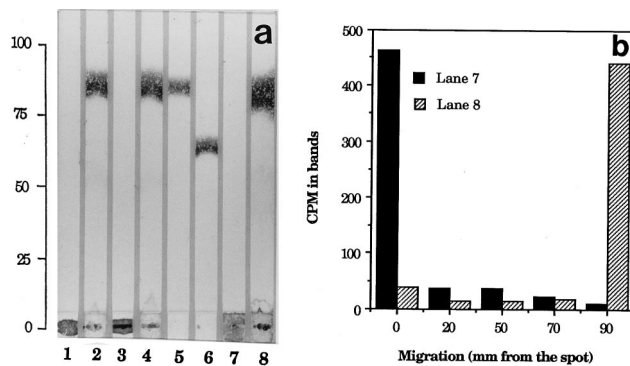 a
100
75
50
25
0
1 2 3 4 5 6 7 8
b
500
400
300
200
100
0
Lane 7
Lane 8
CPM in bands
0 20 50 70 90
Migration (mm from the spot)